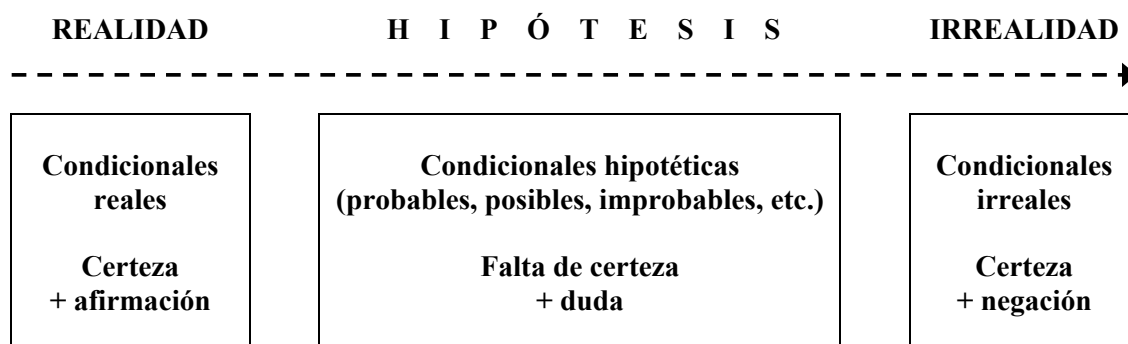 REALIDAD H I P Ó T E S I S IRREALIDAD
Condicionales
reales
Certeza
+ afirmación
Condicionales hipotéticas
(probables, posibles, improbables, etc.)
Falta de certeza
+ duda
Condicionales
irreales
Certeza
+ negación